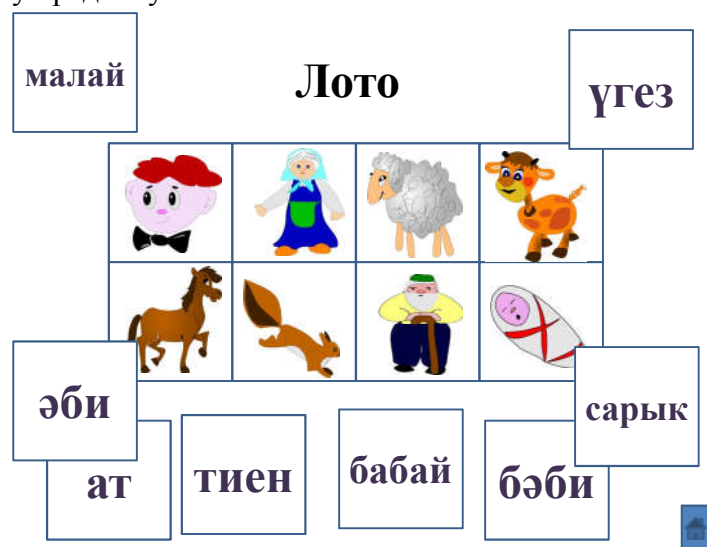 малай
Лото
үгез
әби
сарык
ат
тиен
бабай
бәби